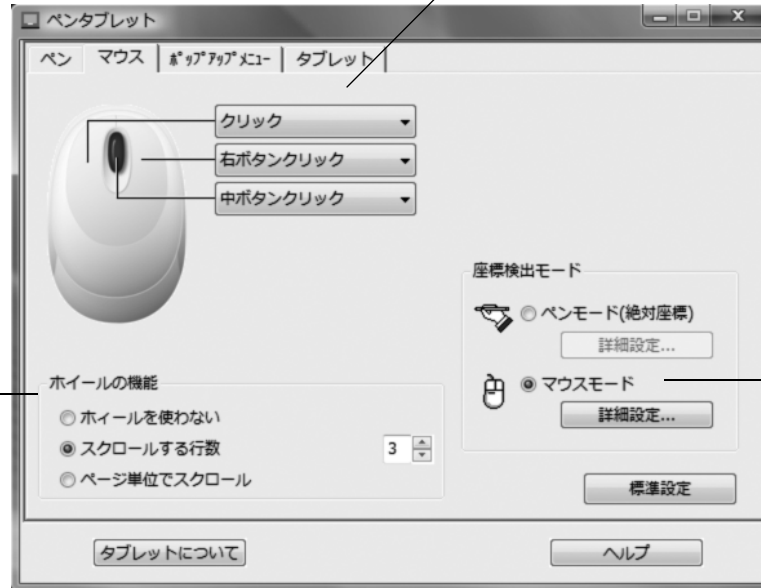 ペンタブレット
ペン マウス ﾎﾟｯﾌﾟｱｯﾌﾟﾒﾆｭｰ タブレット
クリック
右ボタンクリック
中ボタンクリック
座標検出モード
ペンモード(絶対座標)
詳細設定...
マウスモード
詳細設定...
ホイールの機能
ホィールを使わない
スクロールする行数 3
ページ単位でスクロール
標準設定
タブレットについて ヘルプ